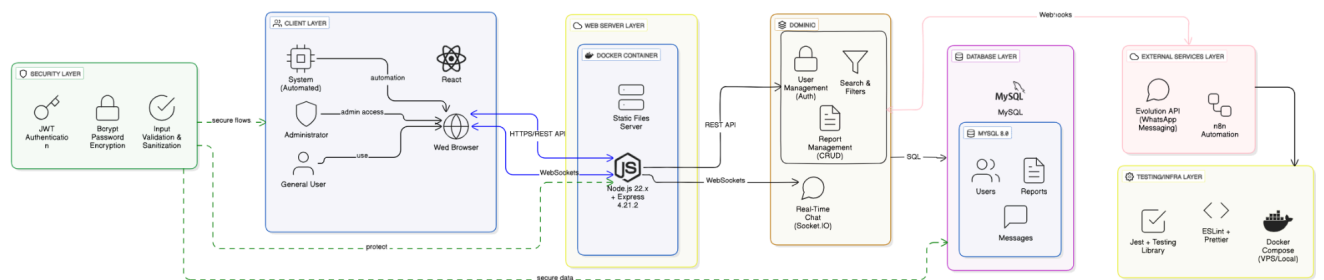 SECURITY LAYER
JWT
Authenticatio
n
Bcrypt
Password
Encryption
Input
Validation &
Sanitization
secure flows
CLIENT LAYER
System
(Automated)
React
automation
Administrator
admin access
Wed Browser
General User
use
HTTPS/REST API
WebSockets
protect
secure data
WEB SERVER LAYER
DOCKER CONTAINER
Static Files
Server
JS
Node.js 22.x
+ Express
4.21.2
REST API
WebSockets
DOMINIO
User
Management
(Auth)
Search &
Filters
Report
Management
(CRUD)
Real-Time
Chat
(Socket.IO)
SQL
Webhooks
DATABASE LAYER
MySQL
MySQL
MYSQL 8.0
Users
Reports
Messages
EXTERNAL SERVICES LAYER
Evolution API
(WhatsApp
Messaging)
n8n
Automation
TESTING/INFRA LAYER
Jest + Testing
Library
ESLint +
Prettier
Docker
Compose
(VPS/Local)